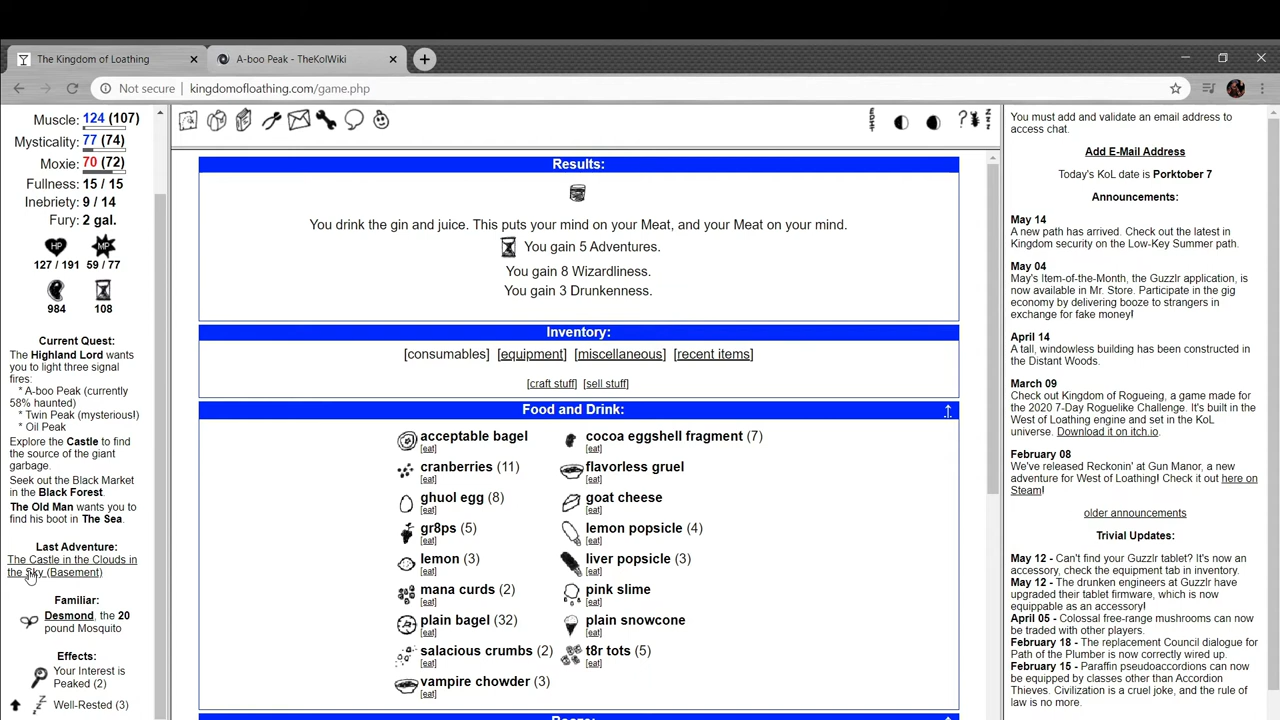 The Kingdom of Loathing
A-boo Peak - TheKolWiki
Not secure
kingdomofloathing.com/game.php
Muscle: 124 (107)
Mysticality: 77 (74)
Moxie: 70 (72)
Fullness: 15 / 15
Inebriety: 9 / 14
Fury: 2 gal.
HP MP
127 / 191 59 / 77
984 108
Current Quest:
The Highland Lord wants
you to light three signal
fires:
* A-boo Peak (currently
58% haunted)
* Twin Peak (mysterious!)
* Oil Peak
Explore the Castle to find
the source of the giant
garbage.
Seek out the Black Market
in the Black Forest.
The Old Man wants you to
find his boot in The Sea.
Last Adventure:
The Castle in the Clouds in
the Sky (Basement)
Familiar:
Desmond, the 20
pound Mosquito
Effects:
Your Interest is
Peaked (2)
Well-Rested (3)
Results:
You drink the gin and juice. This puts your mind on your Meat, and your Meat on your mind.
You gain 5 Adventures.
You gain 8 Wizardliness.
You gain 3 Drunkenness.
Inventory:
[consumables] [equipment] [miscellaneous] [recent items]
[craft stuff] [sell stuff]
Food and Drink:
acceptable bagel
[eat]
cocoa eggshell fragment (7)
[eat]
cranberries (11)
[eat]
flavorless gruel
[eat]
ghuol egg (8)
[eat]
goat cheese
[eat]
gr8ps (5)
[eat]
lemon popsicle (4)
[eat]
lemon (3)
[eat]
liver popsicle (3)
[eat]
mana curds (2)
[eat]
pink slime
[eat]
plain bagel (32)
[eat]
plain snowcone
[eat]
salacious crumbs (2)
[eat]
t8r tots (5)
[eat]
vampire chowder (3)
[eat]
EDIT
?
You must add and validate an email address to
access chat.
Add E-Mail Address
Today's KoL date is Porktober 7
Announcements:
May 14
A new path has arrived. Check out the latest in
Kingdom security on the Low-Key Summer path.
May 04
May's Item-of-the-Month, the Guzzlr application, is
now available in Mr. Store. Participate in the gig
economy by delivering booze to strangers in
exchange for fake money!
April 14
A tall, windowless building has been constructed in
the Distant Woods.
March 09
Check out Kingdom of Rogueing, a game made for
the 2020 7-Day Roguelike Challenge. It's built in the
West of Loathing engine and set in the KoL
universe. Download it on itch.io.
February 08
We've released Reckonin' at Gun Manor, a new
adventure for West of Loathing! Check it out here on
Steam!
older announcements
Trivial Updates:
May 12 - Can't find your Guzzlr tablet? It's now an
accessory, check the equipment tab in inventory.
May 12 - The drunken engineers at Guzzlr have
upgraded their tablet firmware, which is now
equippable as an accessory!
April 05 - Colossal free-range mushrooms can now
be traded with other players.
February 18 - The replacement Council dialogue for
Path of the Plumber is now correctly wired up.
February 15 - Paraffin pseudoaccordions can now
be equipped by classes other than Accordion
Thieves. Civilization is a cruel joke, and the rule of
law is no more.